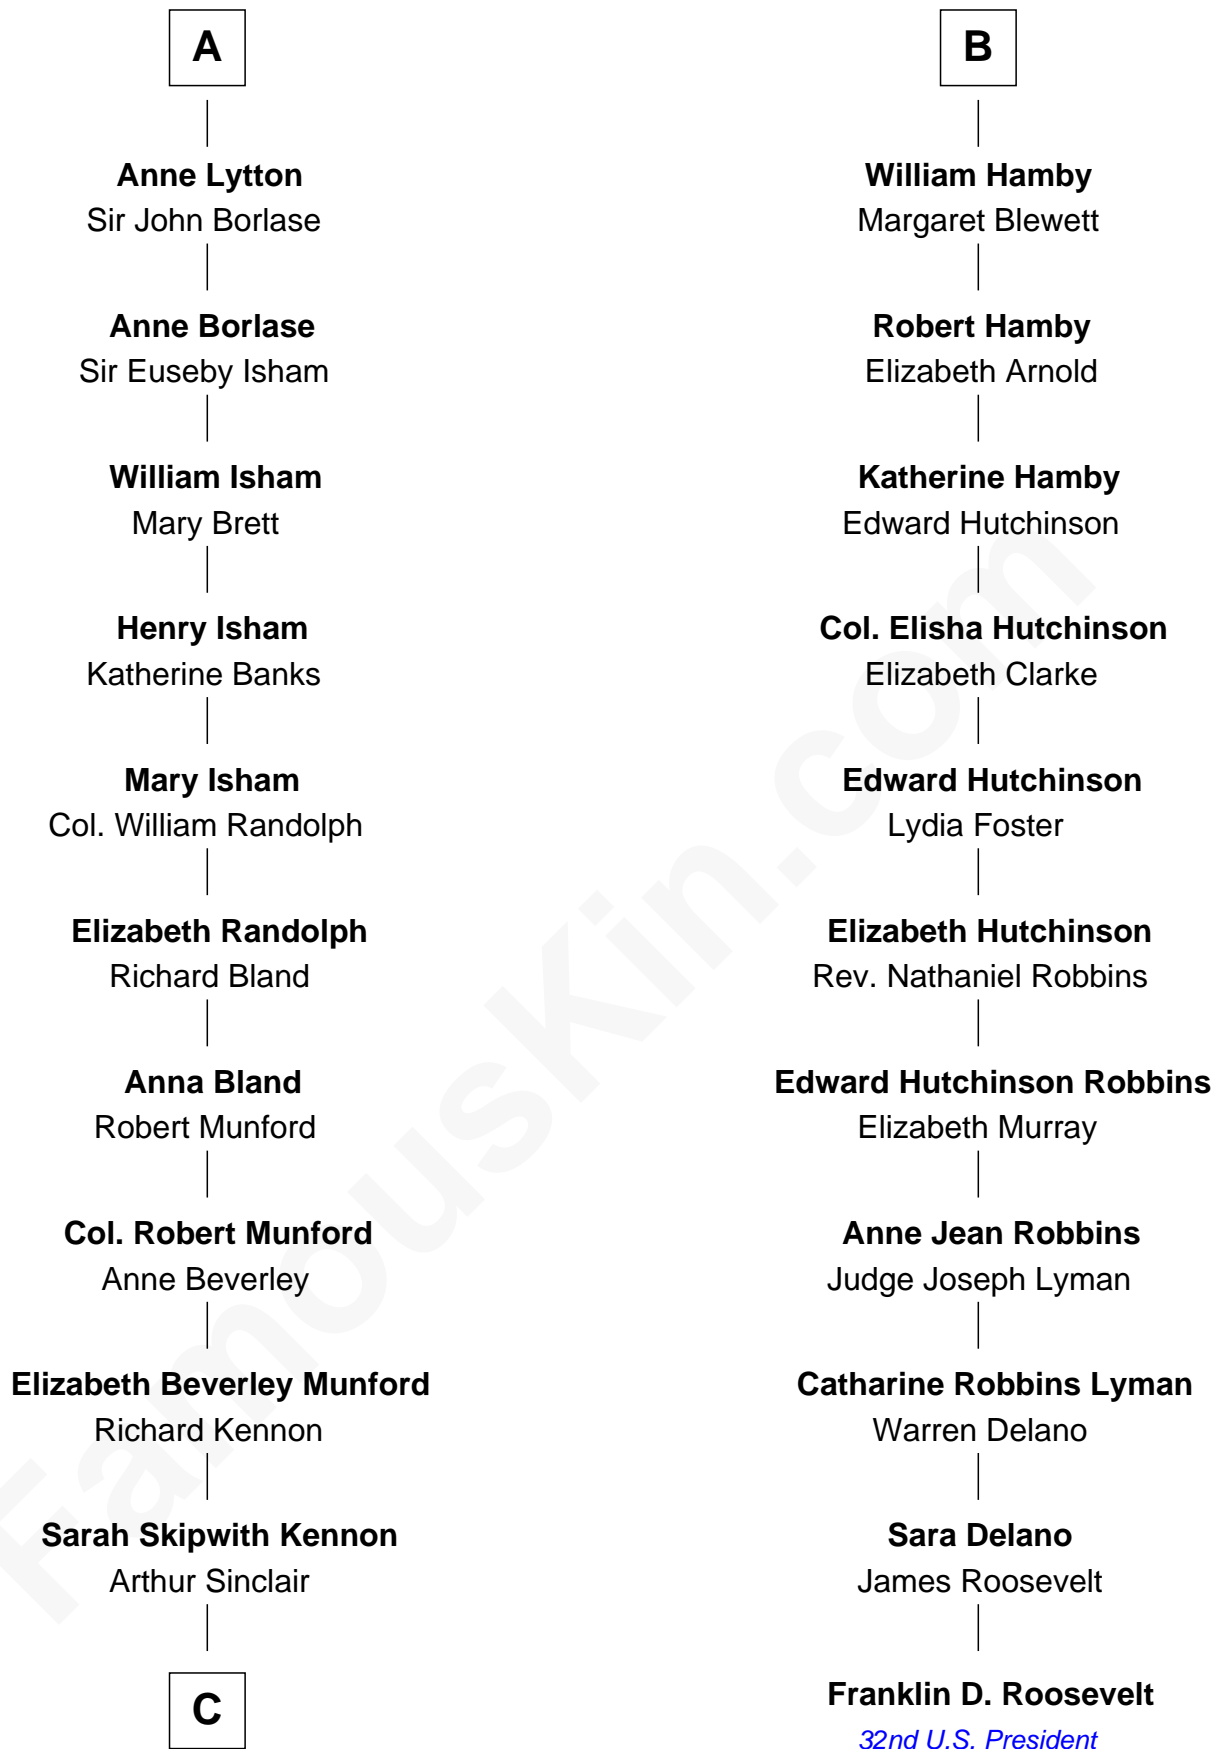 A
Anne Lytton
Sir John Borlase
Anne Borlase
Sir Euseby Isham
William Isham
Mary Brett
Henry Isham
Katherine Banks
Mary Isham
Col. William Randolph
Elizabeth Randolph
Richard Bland
Anna Bland
Robert Munford
Col. Robert Munford
Anne Beverley
Elizabeth Beverley Munford
Richard Kennon
Sarah Skipwith Kennon
Arthur Sinclair
C
B
William Hamby
Margaret Blewett
Robert Hamby
Elizabeth Arnold
Katherine Hamby
Edward Hutchinson
Col. Elisha Hutchinson
Elizabeth Clarke
Edward Hutchinson
Lydia Foster
Elizabeth Hutchinson
Rev. Nathaniel Robbins
Edward Hutchinson Robbins
Elizabeth Murray
Anne Jean Robbins
Judge Joseph Lyman
Catharine Robbins Lyman
Warren Delano
Sara Delano
James Roosevelt
Franklin D. Roosevelt
32nd U.S. President
FamousKin.com